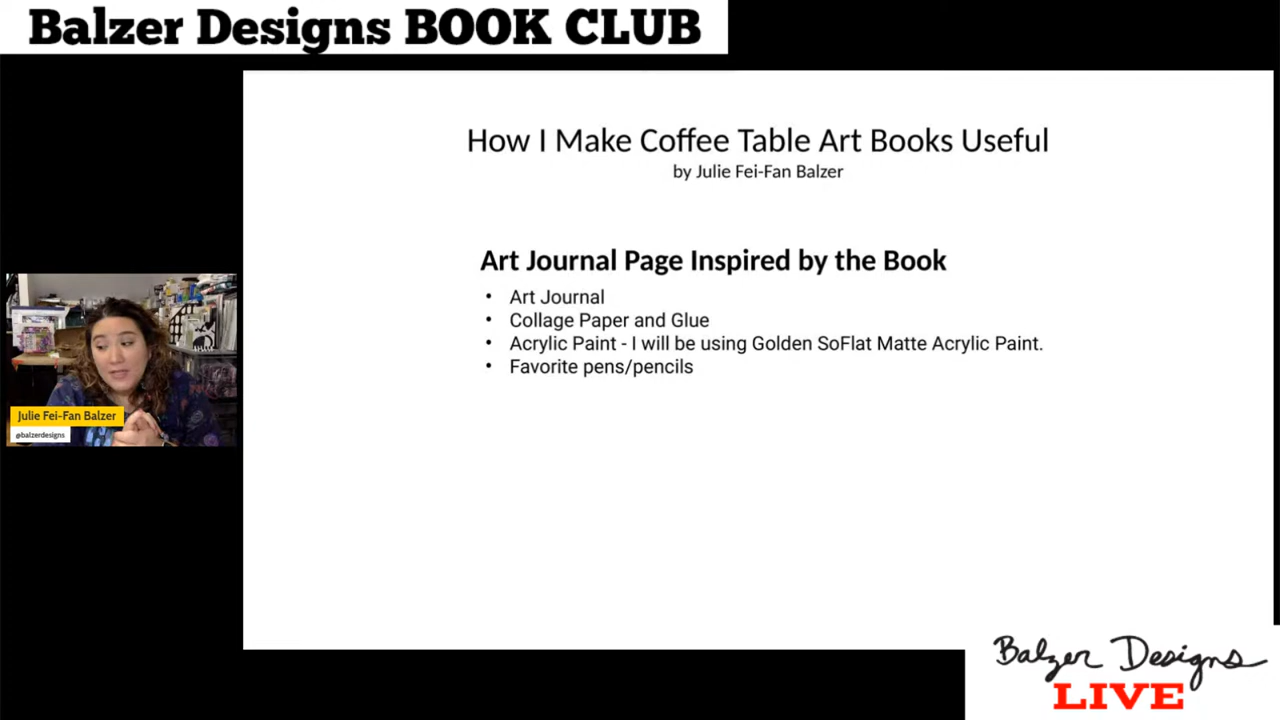 Balzer Designs BOOK CLUB
How I Make Coffee Table Art Books Useful
by Julie Fei-Fan Balzer
Art Journal Page Inspired by the Book
• Art Journal
• Collage Paper and Glue
• Acrylic Paint - I will be using Golden SoFlat Matte Acrylic Paint.
• Favorite pens/pencils
Julie Fei-Fan Balzer
@balzerdesigns
Balzer Designs
LIVE